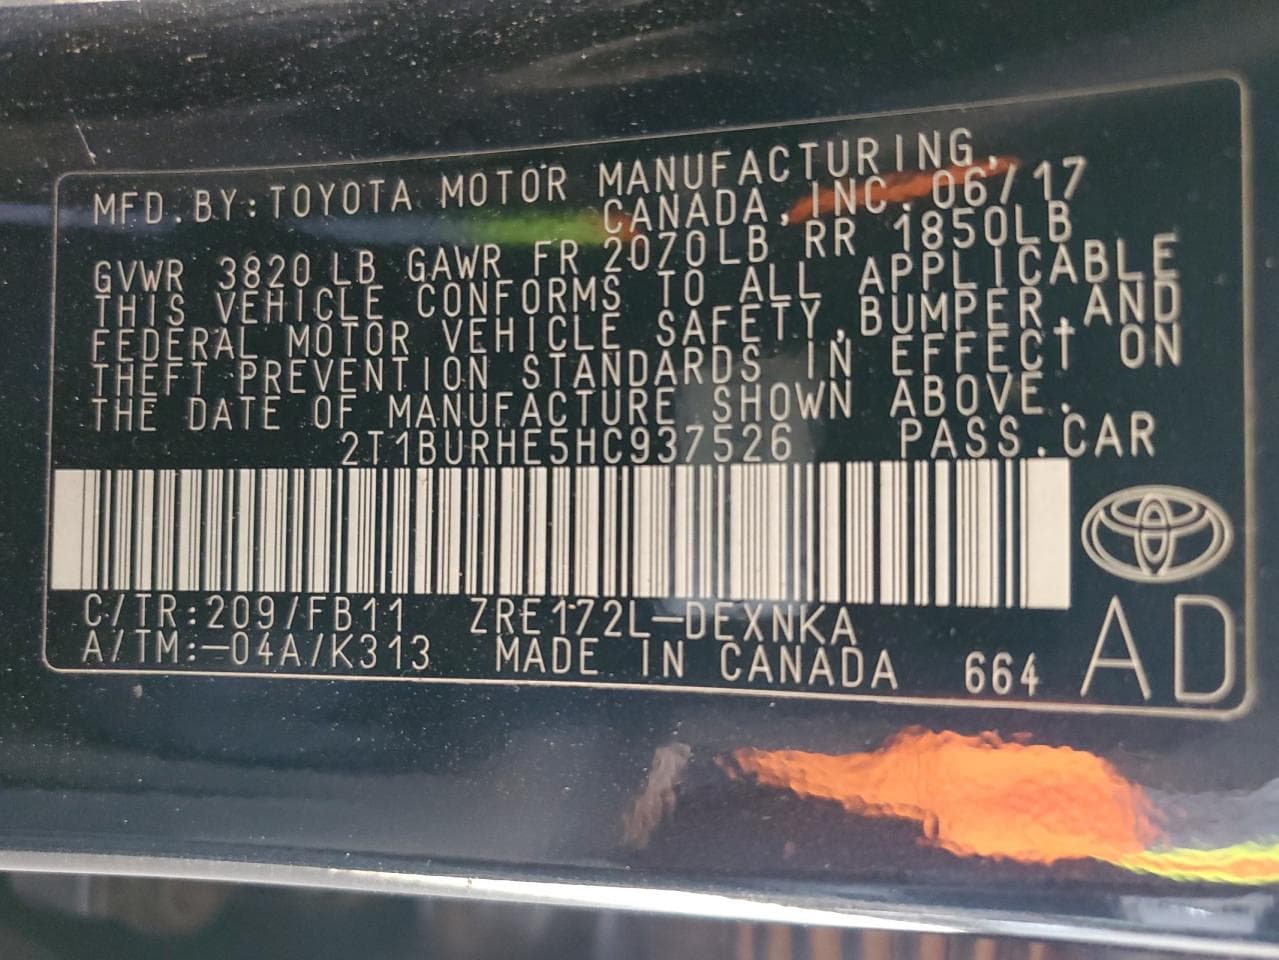 MFD.BY:TOYOTA MOTOR MANUFACTURING,
CANADA,INC. 06/17
GVWR 3820LB GAWR FR 2070LB RR 1850LB
THIS VEHICLE CONFORMS TO ALL APPLICABLE
FEDERAL MOTOR VEHICLE SAFETY,BUMPER,AND
THEFT PREVENTION STANDARDS IN EFFECT ON
THE DATE OF MANUFACTURE SHOWN ABOVE.
2T1BURHE5HC937526 PASS.CAR
C/TR:209/FB11 ZRE172L-DEXNKA
A/TM:-04A/K313 MADE IN CANADA 664
AD